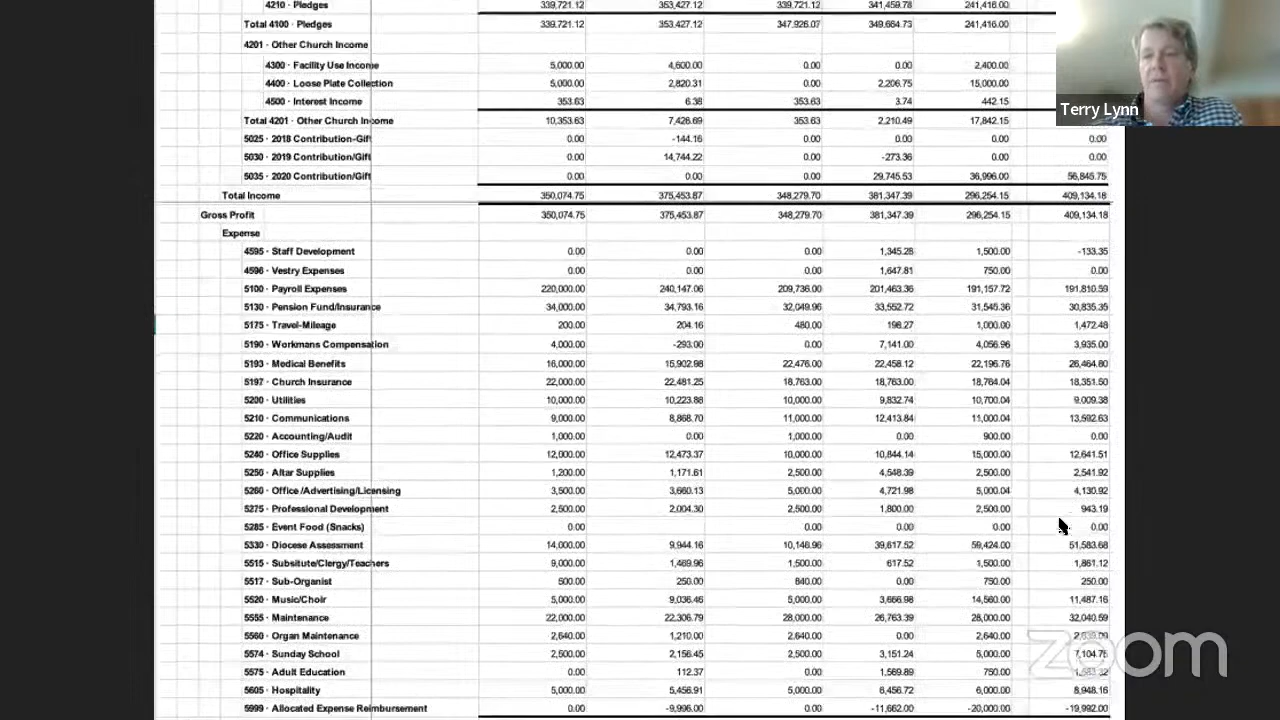 4210 · Pledges 339,721.12 353,427.12 339,721.12 341,459.78 241,416.00
Total 4100 · Pledges 339,721.12 353,427.12 347,926.07 349,664.73 241,416.00
4201 · Other Church Income
4300 · Facility Use Income 5,000.00 4,600.00 0.00 0.00 2,400.00
4400 · Loose Plate Collection 5,000.00 2,820.31 0.00 2,206.75 15,000.00
4500 · Interest Income 353.63 6.38 353.63 3.74 442.15
Terry Lynn
Total 4201 · Other Church Income 10,353.63 7,426.69 353.63 2,210.49 17,842.15
5025 · 2018 Contribution-Gift 0.00 -144.16 0.00 0.00 0.00 0.00
5030 · 2019 Contribution/Gift 0.00 14,744.22 0.00 -273.36 0.00 0.00
5035 · 2020 Contribution/Gift 0.00 0.00 0.00 29,745.53 36,996.00 56,845.75
Total Income 350,074.75 375,453.87 348,279.70 381,347.39 296,254.15 409,134.18
Gross Profit 350,074.75 375,453.87 348,279.70 381,347.39 296,254.15 409,134.18
Expense
4595 · Staff Development 0.00 0.00 0.00 1,345.28 1,500.00 -133.35
4596 · Vestry Expenses 0.00 0.00 0.00 1,647.81 750.00 0.00
5100 · Payroll Expenses 220,000.00 240,147.06 209,736.00 201,463.36 191,157.72 191,810.59
5130 · Pension Fund/Insurance 34,000.00 34,793.16 32,049.96 33,552.72 31,545.36 30,835.35
5175 · Travel-Mileage 200.00 204.16 480.00 198.27 1,000.00 1,472.48
5190 · Workmans Compensation 4,000.00 -293.00 0.00 7,141.00 4,056.96 3,935.00
5193 · Medical Benefits 16,000.00 15,902.98 22,476.00 22,458.12 22,196.76 26,464.80
5197 · Church Insurance 22,000.00 22,481.25 18,763.00 18,763.00 18,764.04 18,351.50
5200 · Utilities 10,000.00 10,223.88 10,000.00 9,832.74 10,700.04 9,009.38
5210 · Communications 9,000.00 8,868.70 11,000.00 12,413.84 11,000.04 13,592.63
5220 · Accounting/Audit 1,000.00 0.00 1,000.00 0.00 900.00 0.00
5240 · Office Supplies 12,000.00 12,473.37 10,000.00 10,844.14 15,000.00 12,641.51
5250 · Altar Supplies 1,200.00 1,171.61 2,500.00 4,548.39 2,500.00 2,541.92
5260 · Office /Advertising/Licensing 3,500.00 3,660.13 5,000.00 4,721.98 5,000.04 4,130.92
5275 · Professional Development 2,500.00 2,004.30 2,500.00 1,800.00 2,500.00 943.19
5285 · Event Food (Snacks) 0.00 0.00 0.00 0.00 0.00
5330 · Diocese Assessment 14,000.00 9,944.16 10,146.96 39,617.52 59,424.00 51,583.68
5515 · Subsitute/Clergy/Teachers 9,000.00 1,469.96 1,500.00 617.52 1,500.00 1,861.12
5517 · Sub-Organist 500.00 250.00 840.00 0.00 750.00 250.00
5520 · Music/Choir 5,000.00 9,036.46 5,000.00 3,666.98 14,560.00 11,487.16
5555 · Maintenance 22,000.00 22,306.79 28,000.00 26,763.39 28,000.00 32,040.59
5560 · Organ Maintenance 2,640.00 1,210.00 2,640.00 0.00 2,640.00
5574 · Sunday School 2,500.00 2,156.45 2,500.00 3,151.24 5,000.00 7,104.75
5575 · Adult Education 0.00 112.37 0.00 1,569.89 750.00
5605 · Hospitality 5,000.00 5,456.91 5,000.00 6,456.72 6,000.00 8,948.16
5999 · Allocated Expense Reimbursement 0.00 -9,996.00 0.00 -11,662.00 -20,000.00 -19,992.00
zoom